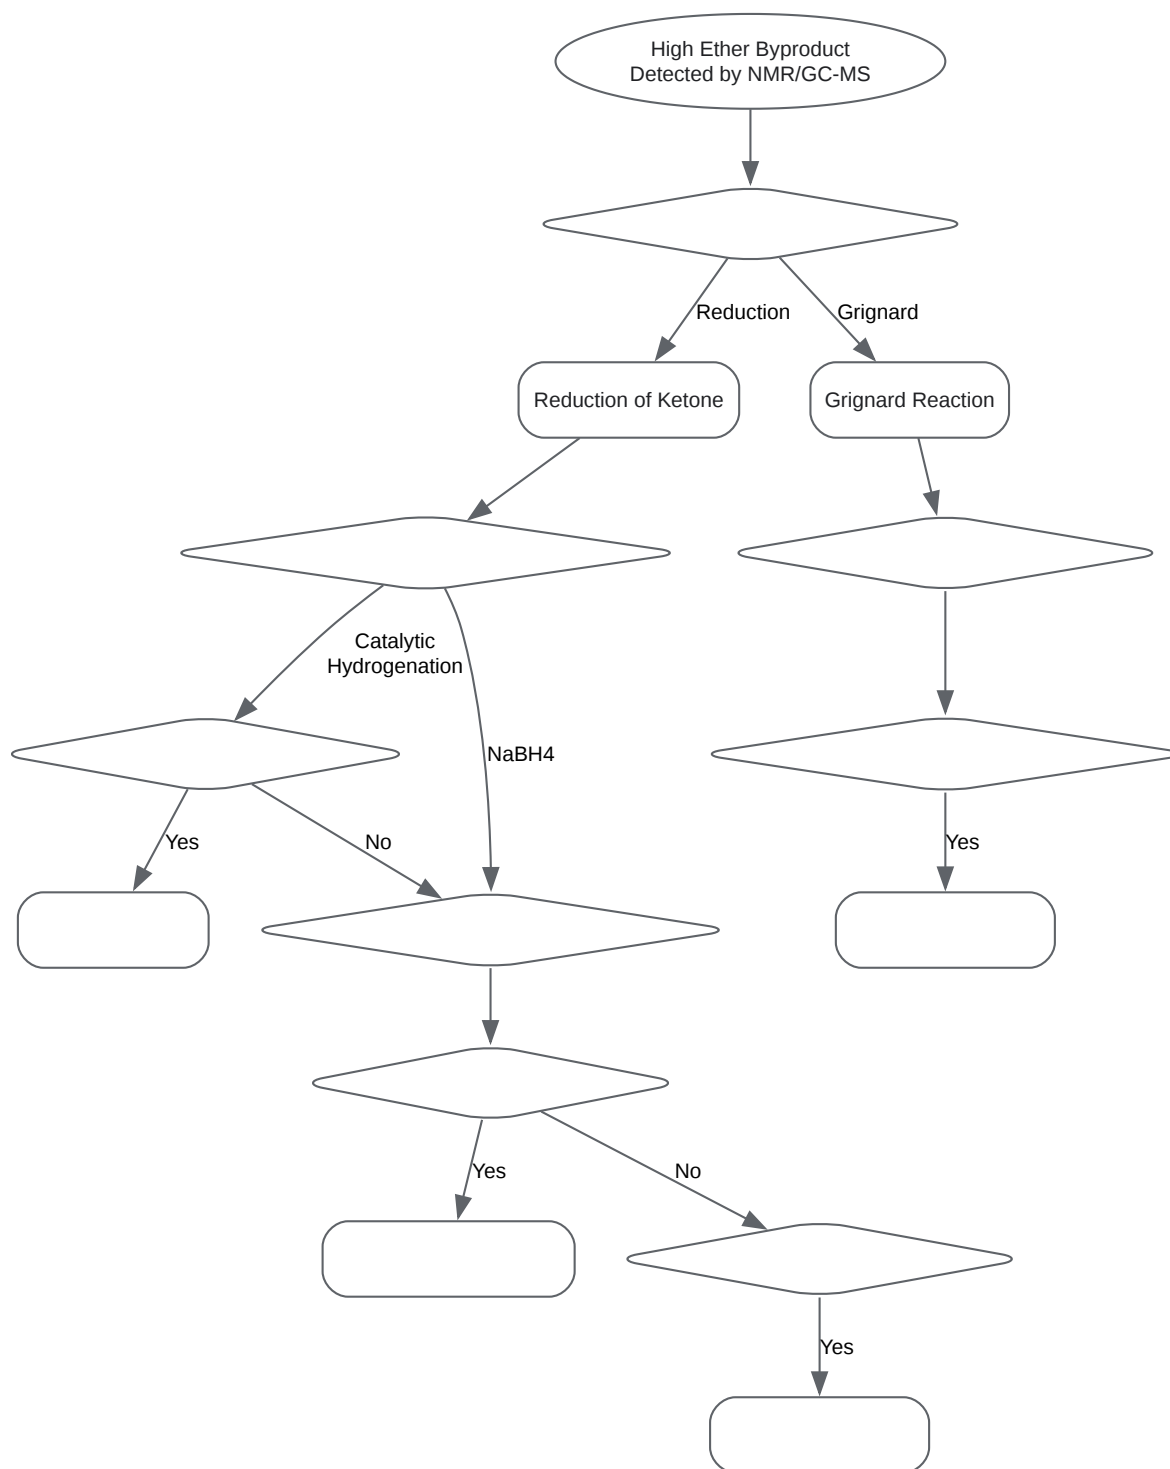 High Ether Byproduct
Detected by NMR/GC-MS
Reduction
Grignard
Reduction of Ketone
Grignard Reaction
Catalytic
Hydrogenation
NaBH4
Yes
No
Yes
Yes
No
Yes